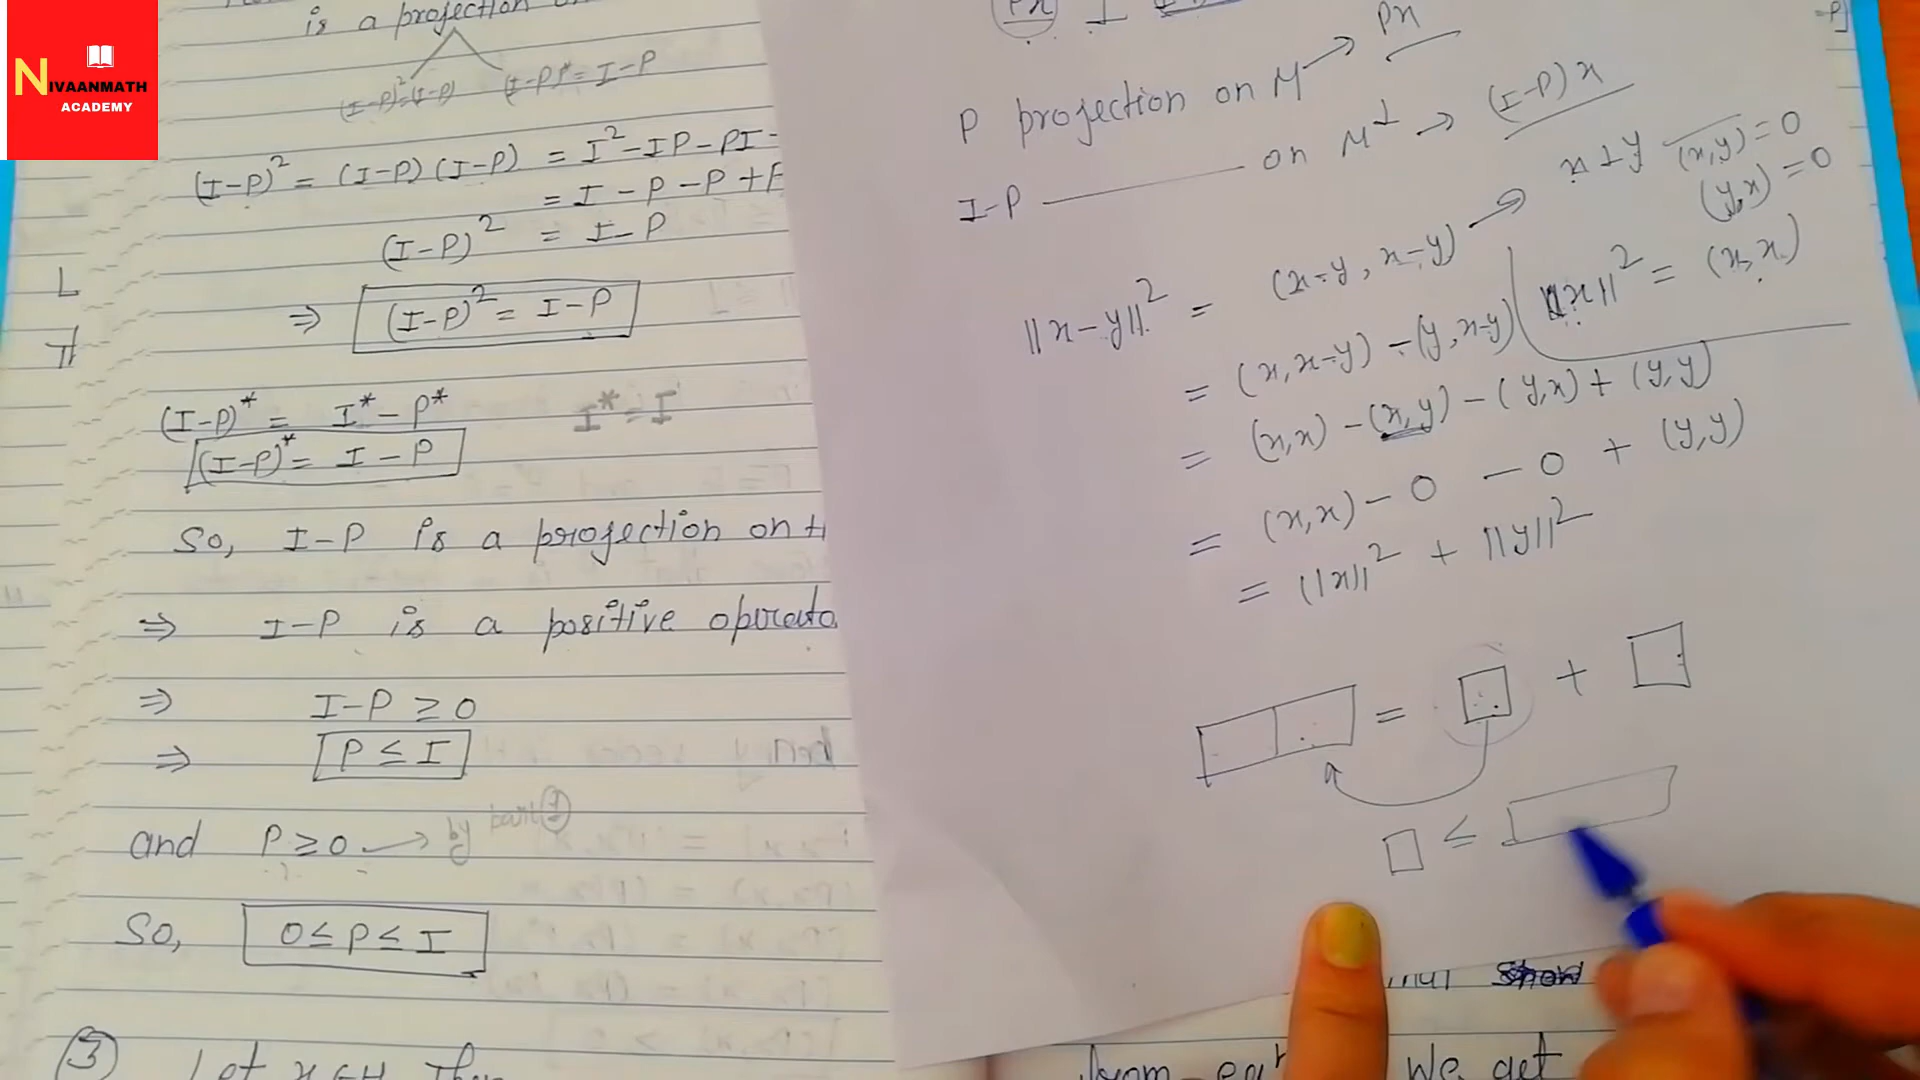 NIVAANMATH
ACADEMY
is a projection
(I-P)²=(I-P) (I-P)*=I-P
(I-P)² = (I-P)(I-P) = I²-IP-PI
= I-P-P+
(I-P)² = I-P
⇒ (I-P)² = I-P
(I-P)* = I*-P* I*=I
(I-P)* = I-P
So, I-P is a projection on
⇒ I-P is a positive operato
⇒ I-P ≥ 0
⇒ P ≤ I
and P ≥ 0 → by part ①
So, 0 ≤ P ≤ I
③ Let x ∈ H
Px
P projection on M → Px
I-P ——— on M⊥ → (I-P)x
x⊥y (x,y)=0
(y,x)=0
||x-y||² = (x-y, x-y) → ||x||² = (x,x)
= (x,x-y) - (y,x-y)
= (x,x) - (x,y) - (y,x) + (y,y)
= (x,x) - 0 - 0 + (y,y)
= ||x||² + ||y||²
= +
≤
show
We get